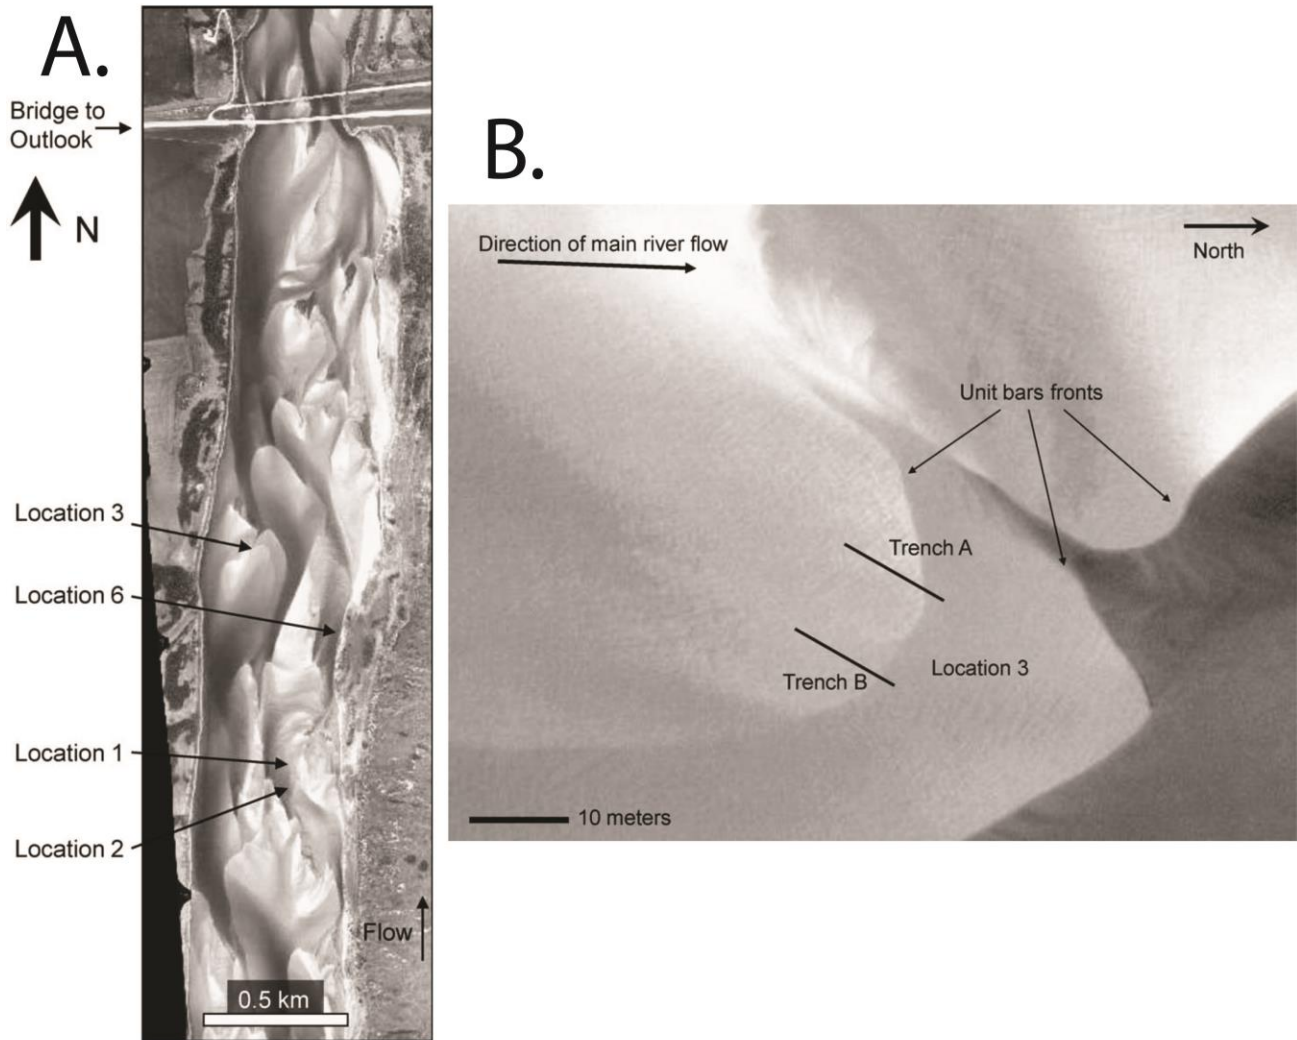 A.
Bridge to
Outlook
N
Location 3
Location 6
Location 1
Location 2
Flow
0.5 km
B.
Direction of main river flow
North
Unit bars fronts
Trench A
Trench B
Location 3
10 meters